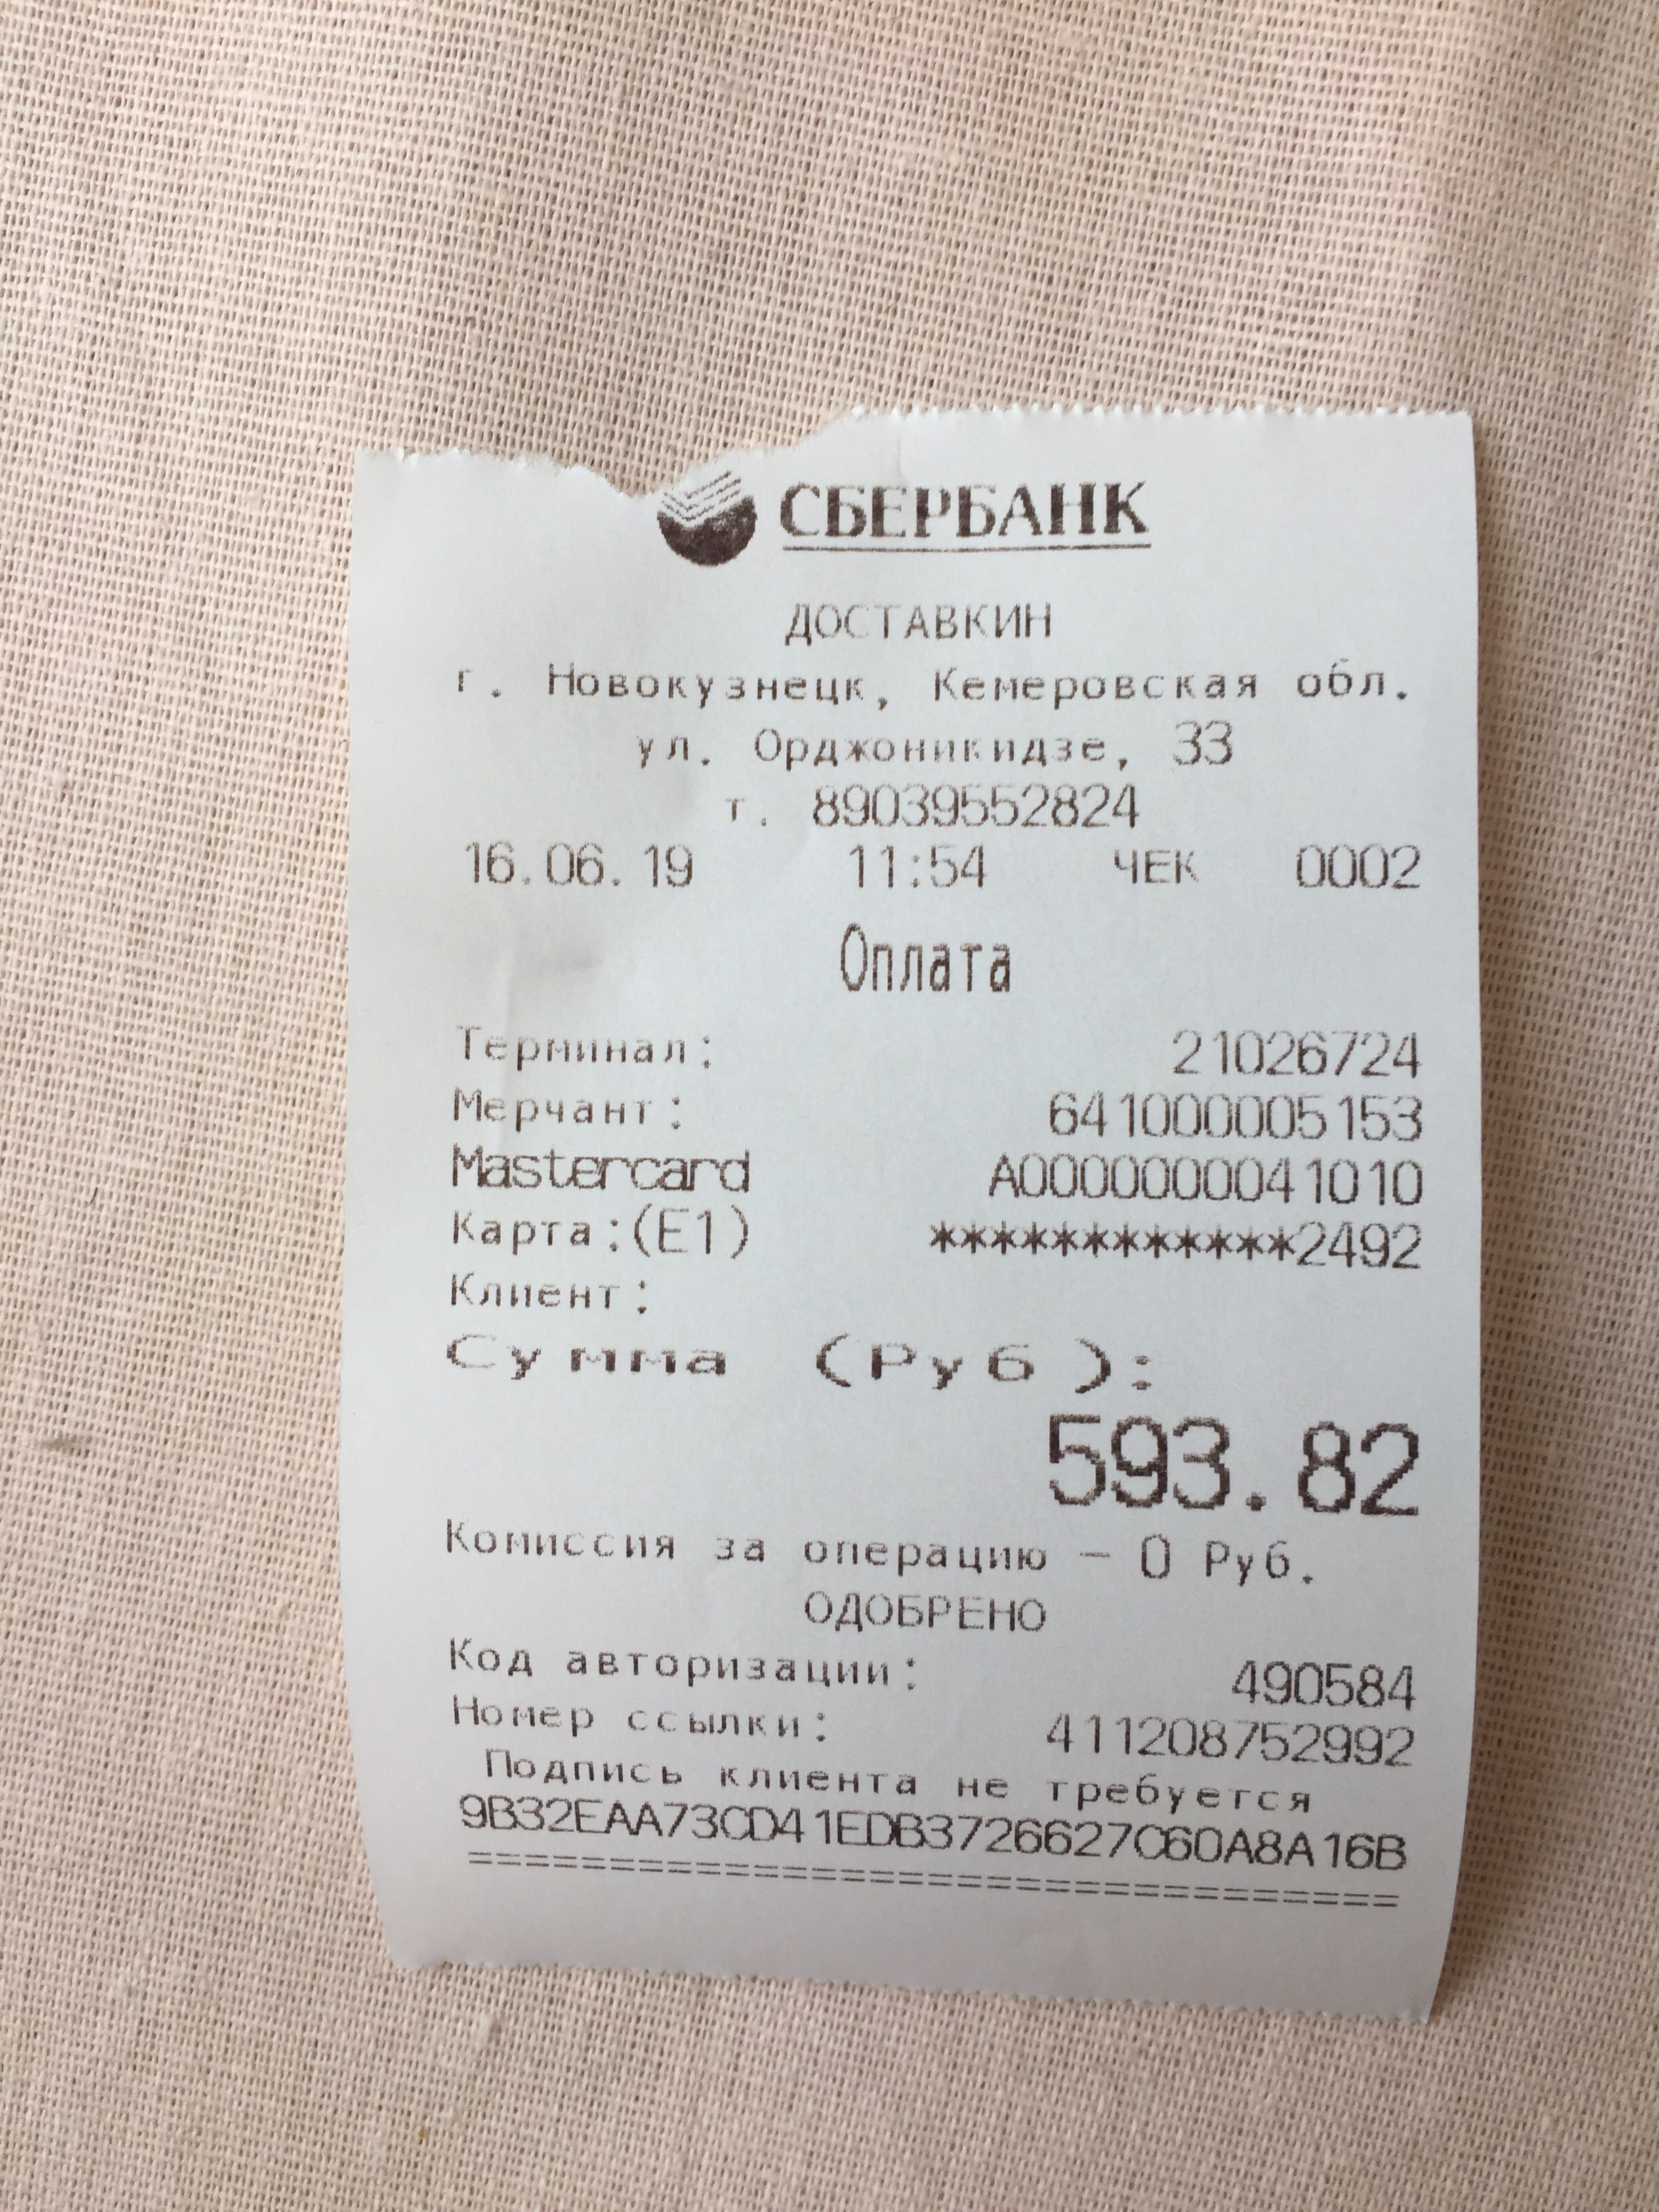 СБЕРБАНК
ДОСТАВКИН
г. Новокузнецк, Кемеровская обл.
ул. Орджоникидзе, 33
т. 89039552824
16.06.19 11:54 ЧЕК 0002
Оплата
Терминал: 21026724
Мерчант: 641000005153
Mastercard A0000000041010
Карта:(E1) ************2492
Клиент:
Сумма (Руб):
593.82
Комиссия за операцию – 0 Руб.
ОДОБРЕНО
Код авторизации: 490584
Номер ссылки: 411208752992
Подпись клиента не требуется
9B32EAA73CD41EDB3726627C60A8A16B
=================================